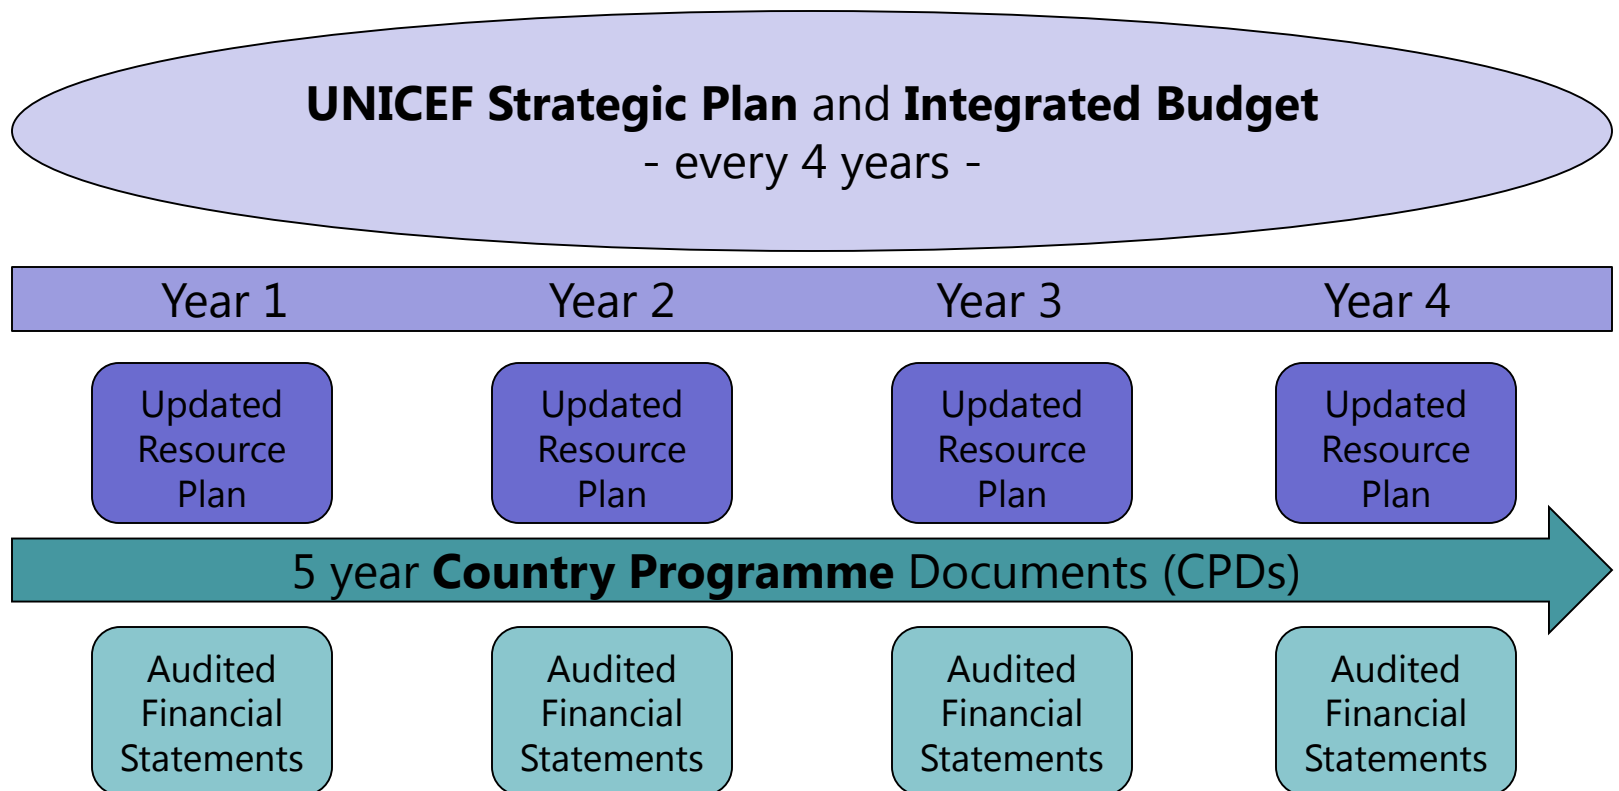 UNICEF Strategic Plan and Integrated Budget
- every 4 years -
Year 1
Year 2
Year 3
Year 4
Updated
Resource
Plan
Updated
Resource
Plan
Updated
Resource
Plan
Updated
Resource
Plan
5 year Country Programme Documents (CPDs)
Audited
Financial
Statements
Audited
Financial
Statements
Audited
Financial
Statements
Audited
Financial
Statements